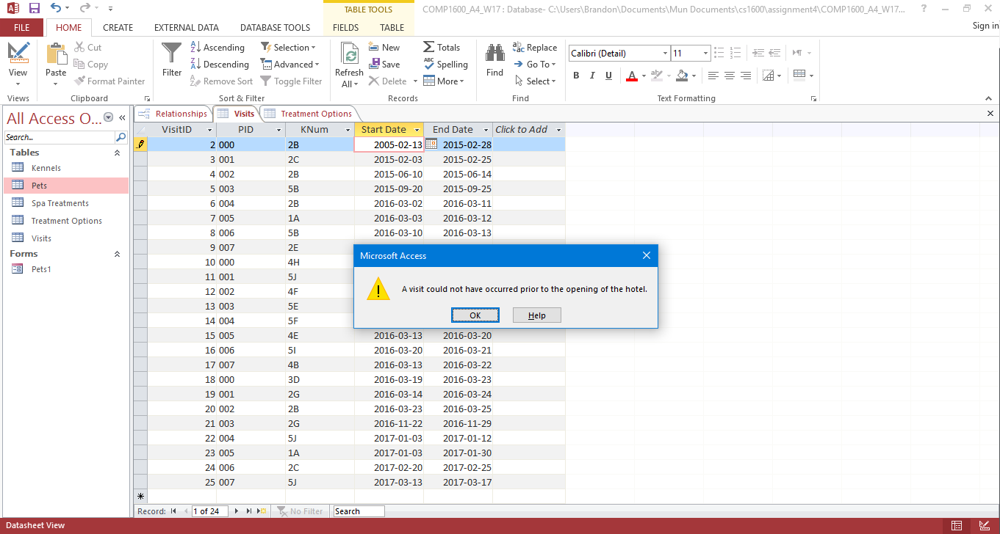 TABLE TOOLS
COMP1600_A4_W17 : Database- C:\Users\Brandon\Documents\Mun Documents\cs1600\assignment4\COMP1600_A4_W17...
?
FILE HOME CREATE EXTERNAL DATA DATABASE TOOLS FIELDS TABLE
Sign in
View
Views
Paste
Cut
Copy
Format Painter
Clipboard
Filter
Ascending
Descending
Remove Sort
Selection
Advanced
Toggle Filter
Sort & Filter
Refresh
All
New
Save
Delete
Totals
Spelling
More
Records
Find
Replace
Go To
Select
Find
Calibri (Detail) 11
B I U A
Text Formatting
All Access O...
Search...
Tables
Kennels
Pets
Spa Treatments
Treatment Options
Visits
Forms
Pets1
Relationships Visits Treatment Options
VisitID PID KNum Start Date End Date Click to Add
2 000 2B 2005-02-13 2015-02-28
3 001 2C 2015-02-03 2015-02-25
4 002 2B 2015-06-10 2015-06-14
5 003 5B 2015-09-20 2015-09-25
6 004 2B 2016-03-02 2016-03-11
7 005 1A 2016-03-03 2016-03-12
8 006 5B 2016-03-10 2016-03-13
9 007 2E
10 000 4H
11 001 5J
12 002 4F
13 003 5E
14 004 5F
15 005 4E 2016-03-13 2016-03-20
16 006 5I 2016-03-20 2016-03-21
17 007 4B 2016-03-13 2016-03-22
18 000 3D 2016-03-19 2016-03-23
19 001 2G 2016-03-14 2016-03-24
20 002 2B 2016-03-23 2016-03-25
21 003 2G 2016-11-22 2016-11-29
22 004 5J 2017-01-03 2017-01-12
23 005 1A 2017-01-03 2017-01-30
24 006 2C 2017-02-20 2017-02-25
25 007 5J 2017-03-13 2017-03-17
Microsoft Access
A visit could not have occurred prior to the opening of the hotel.
OK Help
Record: 1 of 24 No Filter Search
Datasheet View